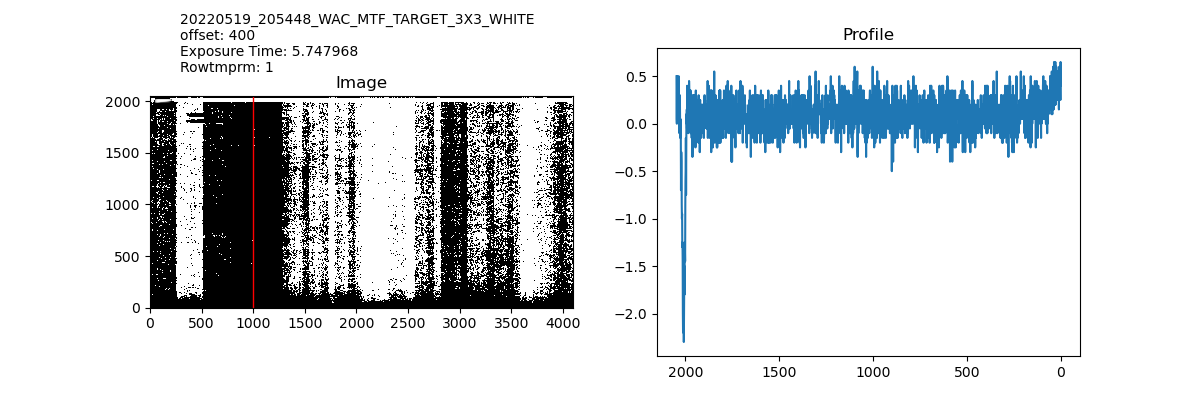 20220519_205448_WAC_MTF_TARGET_3X3_WHITE
offset: 400
Exposure Time: 5.747968
Rowtmprm: 1
Image
2000
1500
1000
500
0
0 500 1000 1500 2000 2500 3000 3500 4000
Profile
0.5
0.0
−0.5
−1.0
−1.5
−2.0
2000 1500 1000 500 0